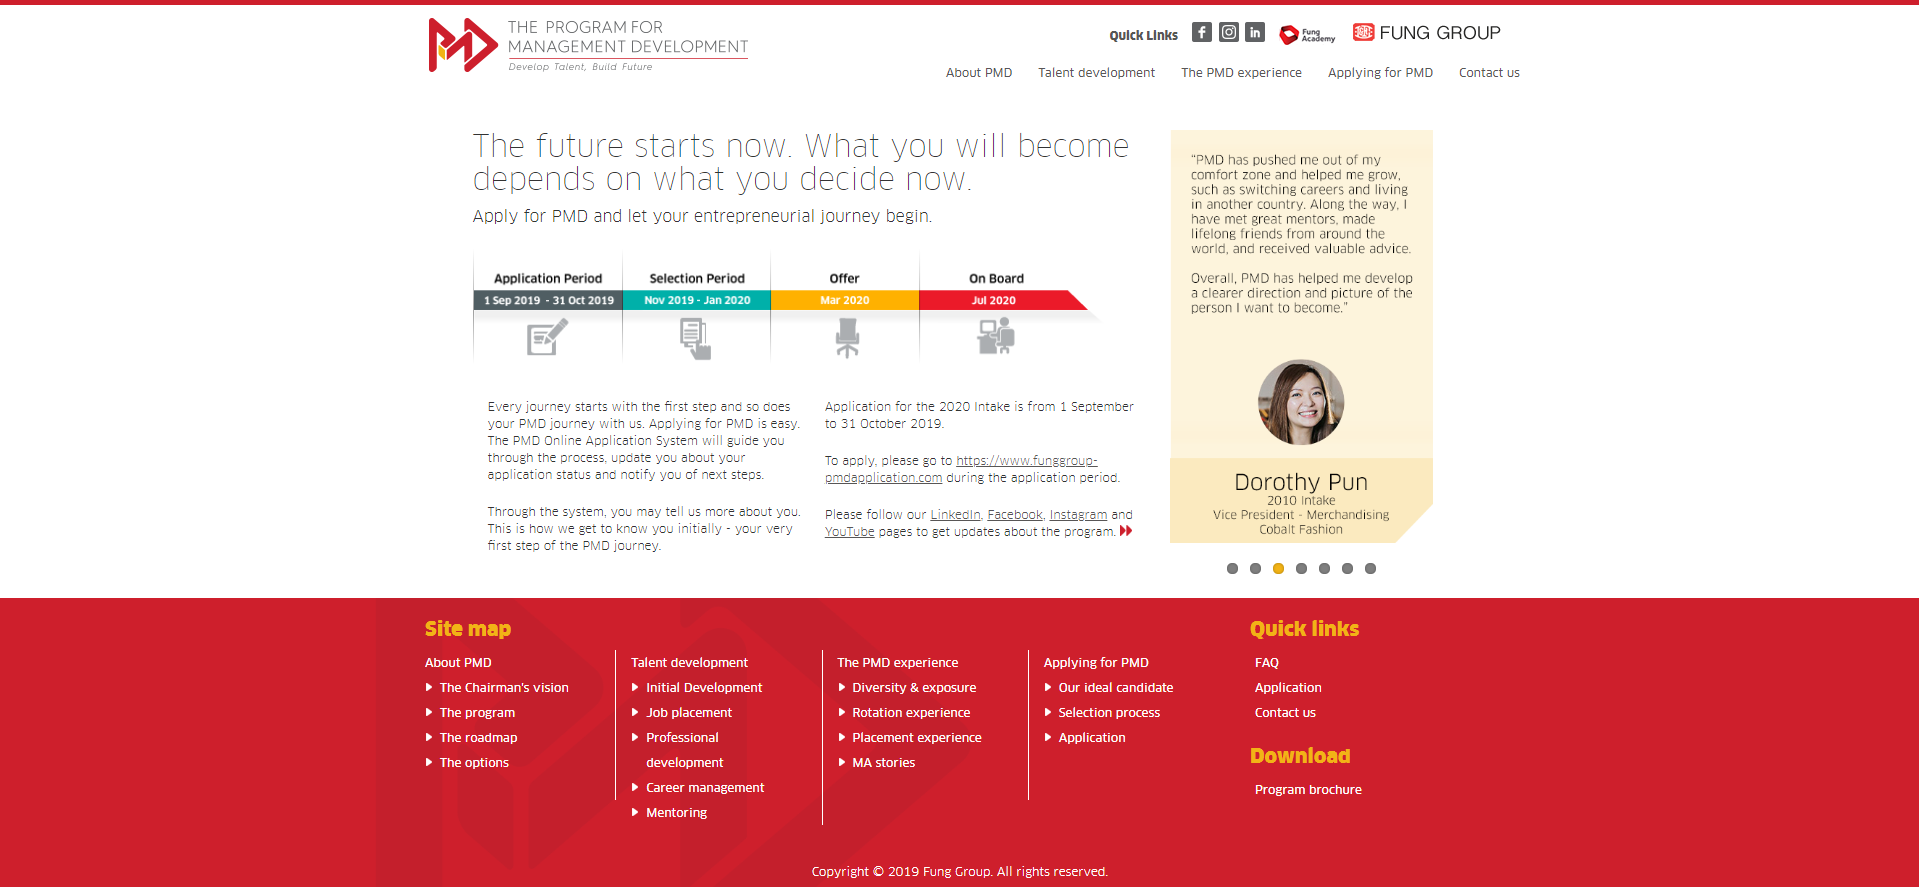 THE PROGRAM FOR
MANAGEMENT DEVELOPMENT
Develop Talent, Build Future
Quick Links
Fung
Academy
FUNG GROUP
About PMD
Talent development
The PMD experience
Applying for PMD
Contact us
The future starts now. What you will become
depends on what you decide now.
Apply for PMD and let your entrepreneurial journey begin.
Application Period
Selection Period
Offer
On Board
1 Sep 2019 - 31 Oct 2019
Nov 2019 - Jan 2020
Mar 2020
Jul 2020
Every journey starts with the first step and so does
your PMD journey with us. Applying for PMD is easy.
The PMD Online Application System will guide you
through the process, update you about your
application status and notify you of next steps.
Through the system, you may tell us more about you.
This is how we get to know you initially - your very
first step of the PMD journey.
Application for the 2020 Intake is from 1 September
to 31 October 2019.
To apply, please go to https://www.funggroup-
pmdapplication.com during the application period.
Please follow our LinkedIn, Facebook, Instagram and
YouTube pages to get updates about the program.
"PMD has pushed me out of my
comfort zone and helped me grow,
such as switching careers and living
in another country. Along the way, I
have met great mentors, made
lifelong friends from around the
world, and received valuable advice.
Overall, PMD has helped me develop
a clearer direction and picture of the
person I want to become."
Dorothy Pun
2010 Intake
Vice President - Merchandising
Cobalt Fashion
Site map
About PMD
The Chairman's vision
The program
The roadmap
The options
Talent development
Initial Development
Job placement
Professional
development
Career management
Mentoring
The PMD experience
Diversity & exposure
Rotation experience
Placement experience
MA stories
Applying for PMD
Our ideal candidate
Selection process
Application
Quick links
FAQ
Application
Contact us
Download
Program brochure
Copyright © 2019 Fung Group. All rights reserved.